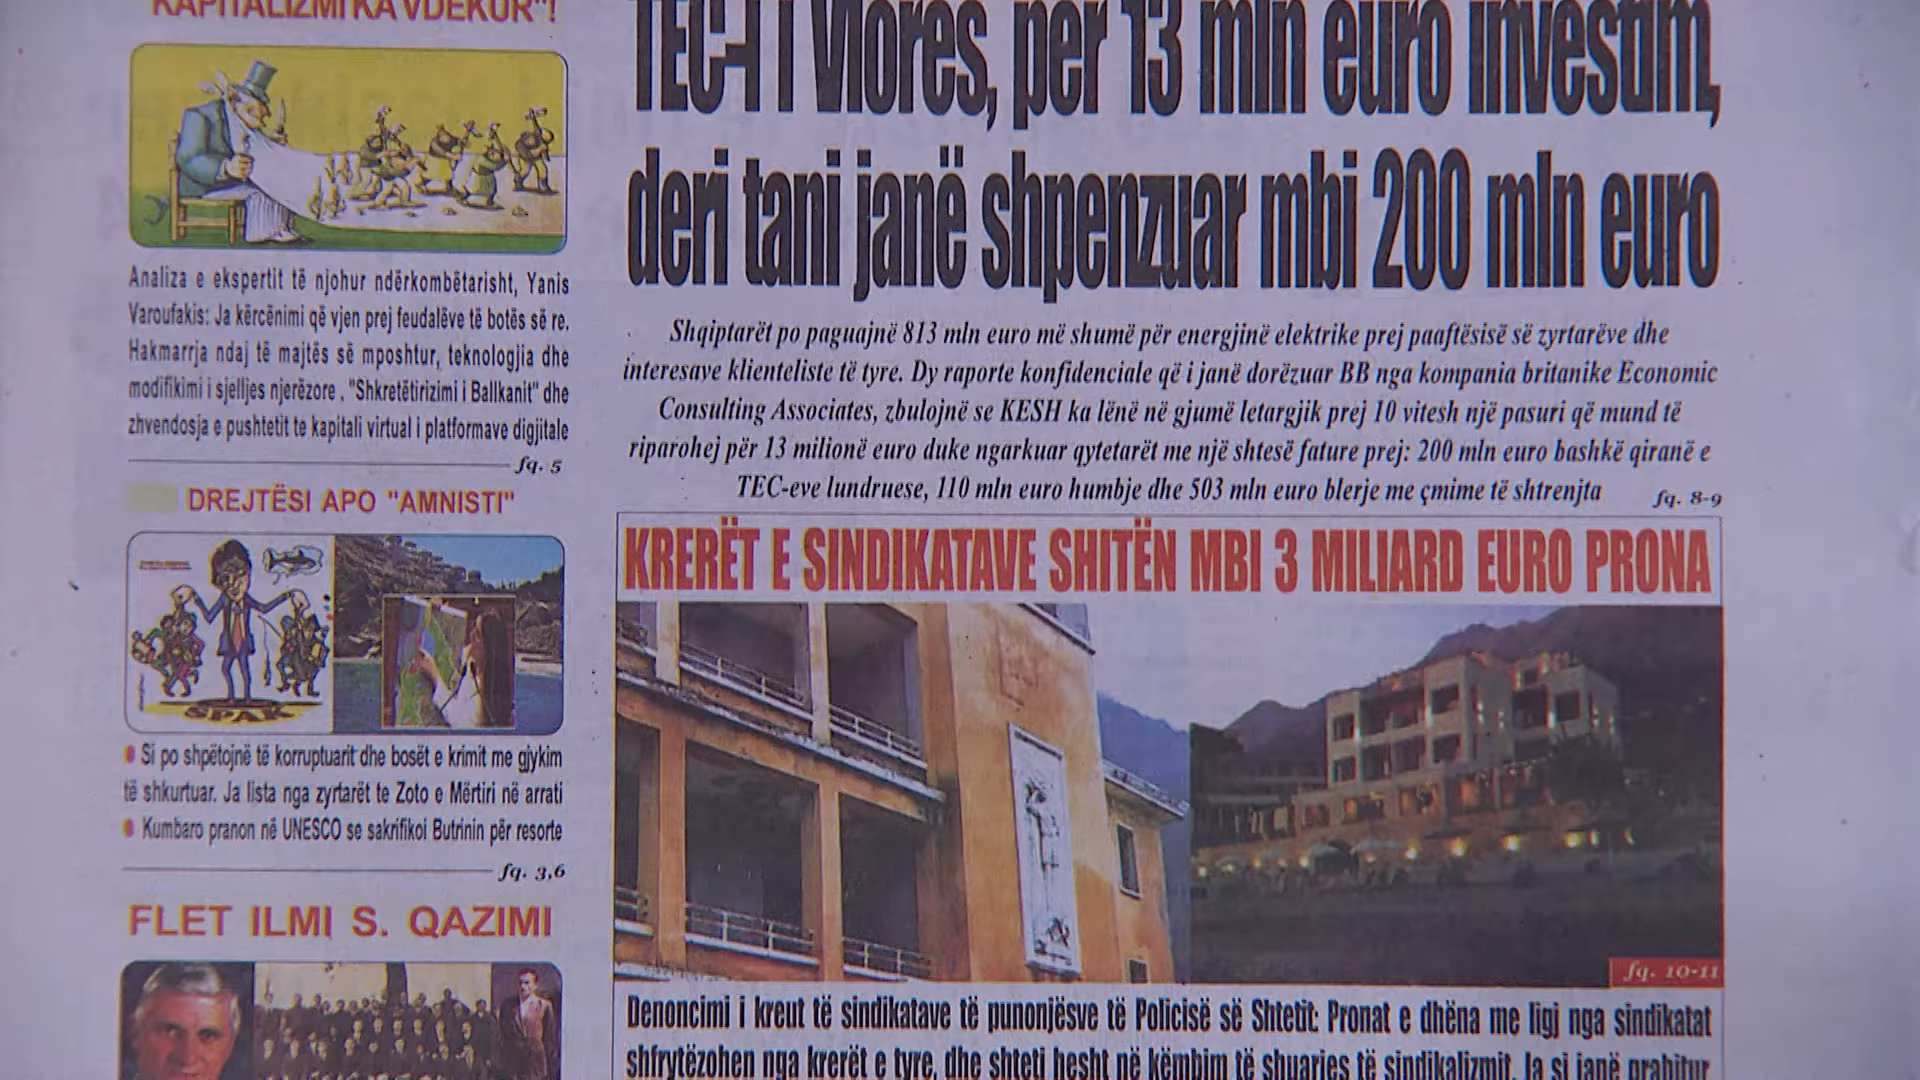 KAPITALIZMI KA VDEKUR"!
Analiza e ekspertit të njohur ndërkombëtarisht, Yanis
Varoufakis: Ja kërcënimi që vjen prej feudalëve të botës së re.
Hakmarrja ndaj të majtës së mposhtur, teknologjia dhe
modifikimi i sjelljes njerëzore . "Shkretëtirizimi i Ballkanit" dhe
zhvendosja e pushtetit te kapitali virtual i platformave digjitale
fq. 5
DREJTËSI APO "AMNISTI"
SPAK
Si po shpëtojnë të korruptuarit dhe bosët e krimit me gjykim
të shkurtuar. Ja lista nga zyrtarët te Zoto e Mërtiri në arrati
Kumbaro pranon në UNESCO se sakrifikoi Butrinin për resorte
fq. 3,6
FLET ILMI S. QAZIMI
TEC-i i Vlorës, për 13 mln euro investim,
deri tani janë shpenzuar mbi 200 mln euro
Shqiptarët po paguajnë 813 mln euro më shumë për energjinë elektrike prej paaftësisë së zyrtarëve dhe
interesave klienteliste të tyre. Dy raporte konfidenciale që i janë dorëzuar BB nga kompania britanike Economic
Consulting Associates, zbulojnë se KESH ka lënë në gjumë letargjik prej 10 vitesh një pasuri që mund të
riparohej për 13 milionë euro duke ngarkuar qytetarët me një shtesë fature prej: 200 mln euro bashkë qiranë e
TEC-eve lundruese, 110 mln euro humbje dhe 503 mln euro blerje me çmime të shtrenjta
fq. 8-9
KRERËT E SINDIKATAVE SHITËN MBI 3 MILIARD EURO PRONA
fq. 10-11
Denoncimi i kreut të sindikatave të punonjësve të Policisë së Shtetit: Pronat e dhëna me ligj nga sindikatat
shfrytëzohen nga krerët e tyre, dhe shteti hesht në këmbim të shuarjes të sindikalizmit. Ja si janë grabitur